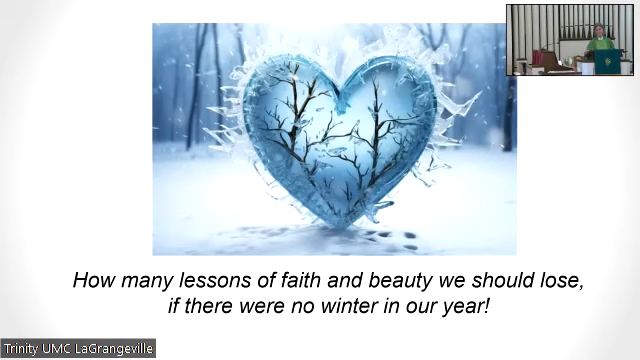 How many lessons of faith and beauty we should lose,
if there were no winter in our year!
Trinity UMC LaGrangeville